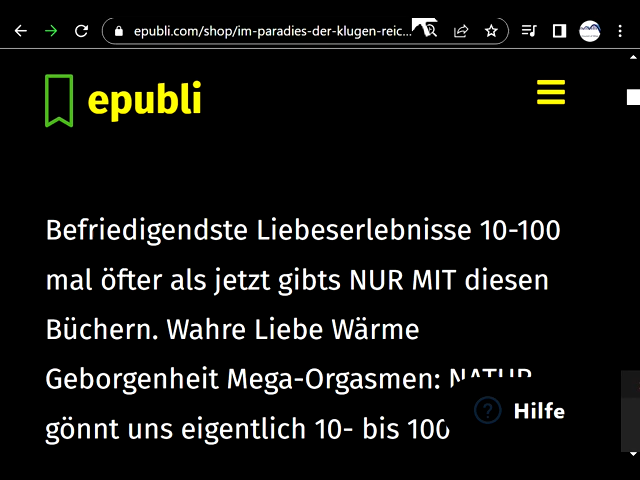 epubli.com/shop/im-paradies-der-klugen-reic...
epubli
Befriedigendste Liebeserlebnisse 10-100
mal öfter als jetzt gibts NUR MIT diesen
Büchern. Wahre Liebe Wärme
Geborgenheit Mega-Orgasmen: NATUR
gönnt uns eigentlich 10- bis 100
Hilfe